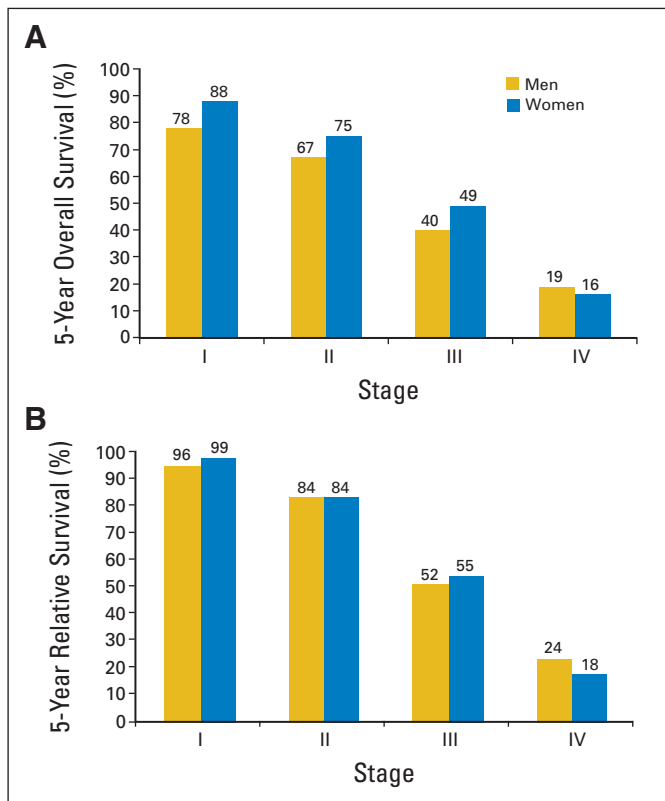 A
5-Year Overall Survival (%)
100
90
80
70
60
50
40
30
20
10
0
78
88
67
75
40
49
19
16
Men
Women
I
II
III
IV
Stage
B
5-Year Relative Survival (%)
100
90
80
70
60
50
40
30
20
10
0
96
99
84
84
52
55
24
18
I
II
III
IV
Stage